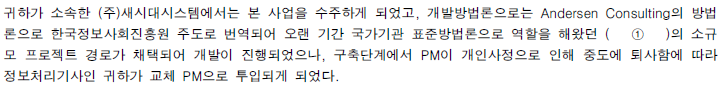 귀하가 소속한 (주)새시대시스템에서는 본 사업을 수주하게 되었고, 개발방법론으로는 Andersen Consulting의 방법
론으로 한국정보사회진흥원 주도로 번역되어 오랜 기간 국가기관 표준방법론으로 역할을 해왔던 ( ① )의 소규
모 프로젝트 경로가 채택되어 개발이 진행되었으나, 구축단계에서 PM이 개인사정으로 인해 중도에 퇴사함에 따라
정보처리기사인 귀하가 교체 PM으로 투입되게 되었다.